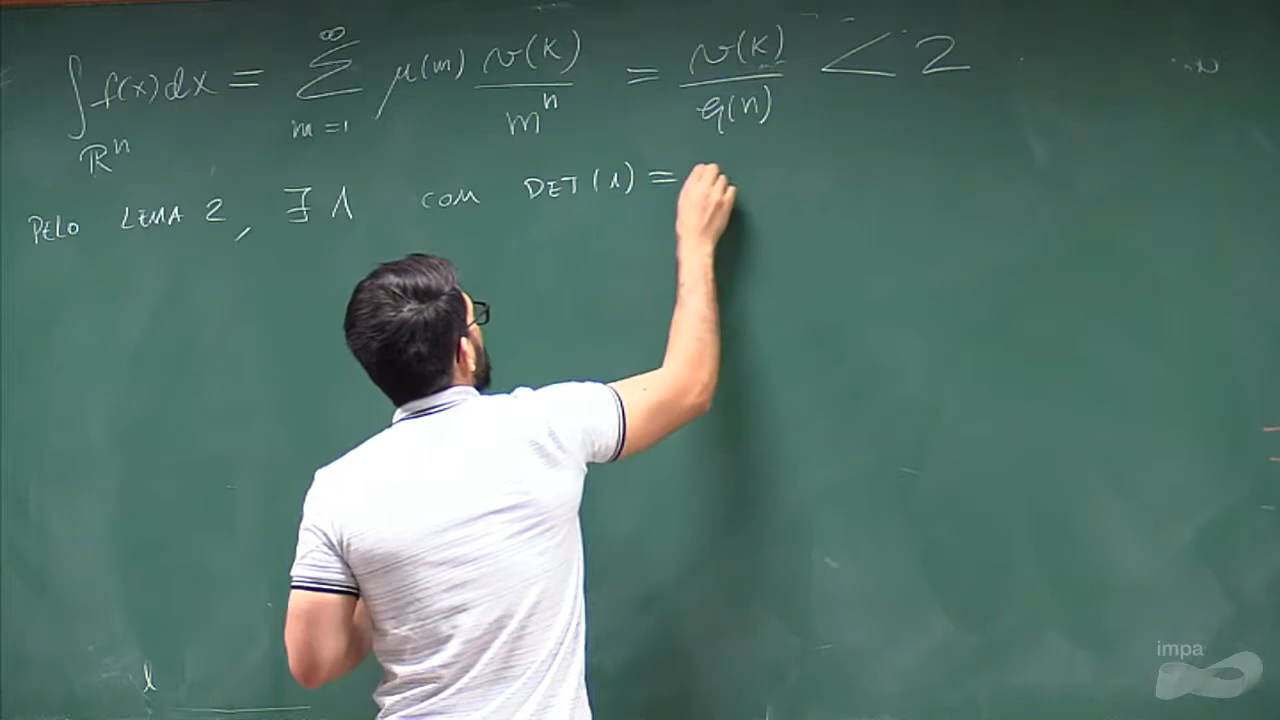 ∫_{ℝ^n} f(x)dx = ∑_{m=1}^{∞} μ(m) v(K)/m^n = v(K)/ζ(n) < 2
PELO LEMA 2, ∃ Λ COM DET(Λ) =
impa